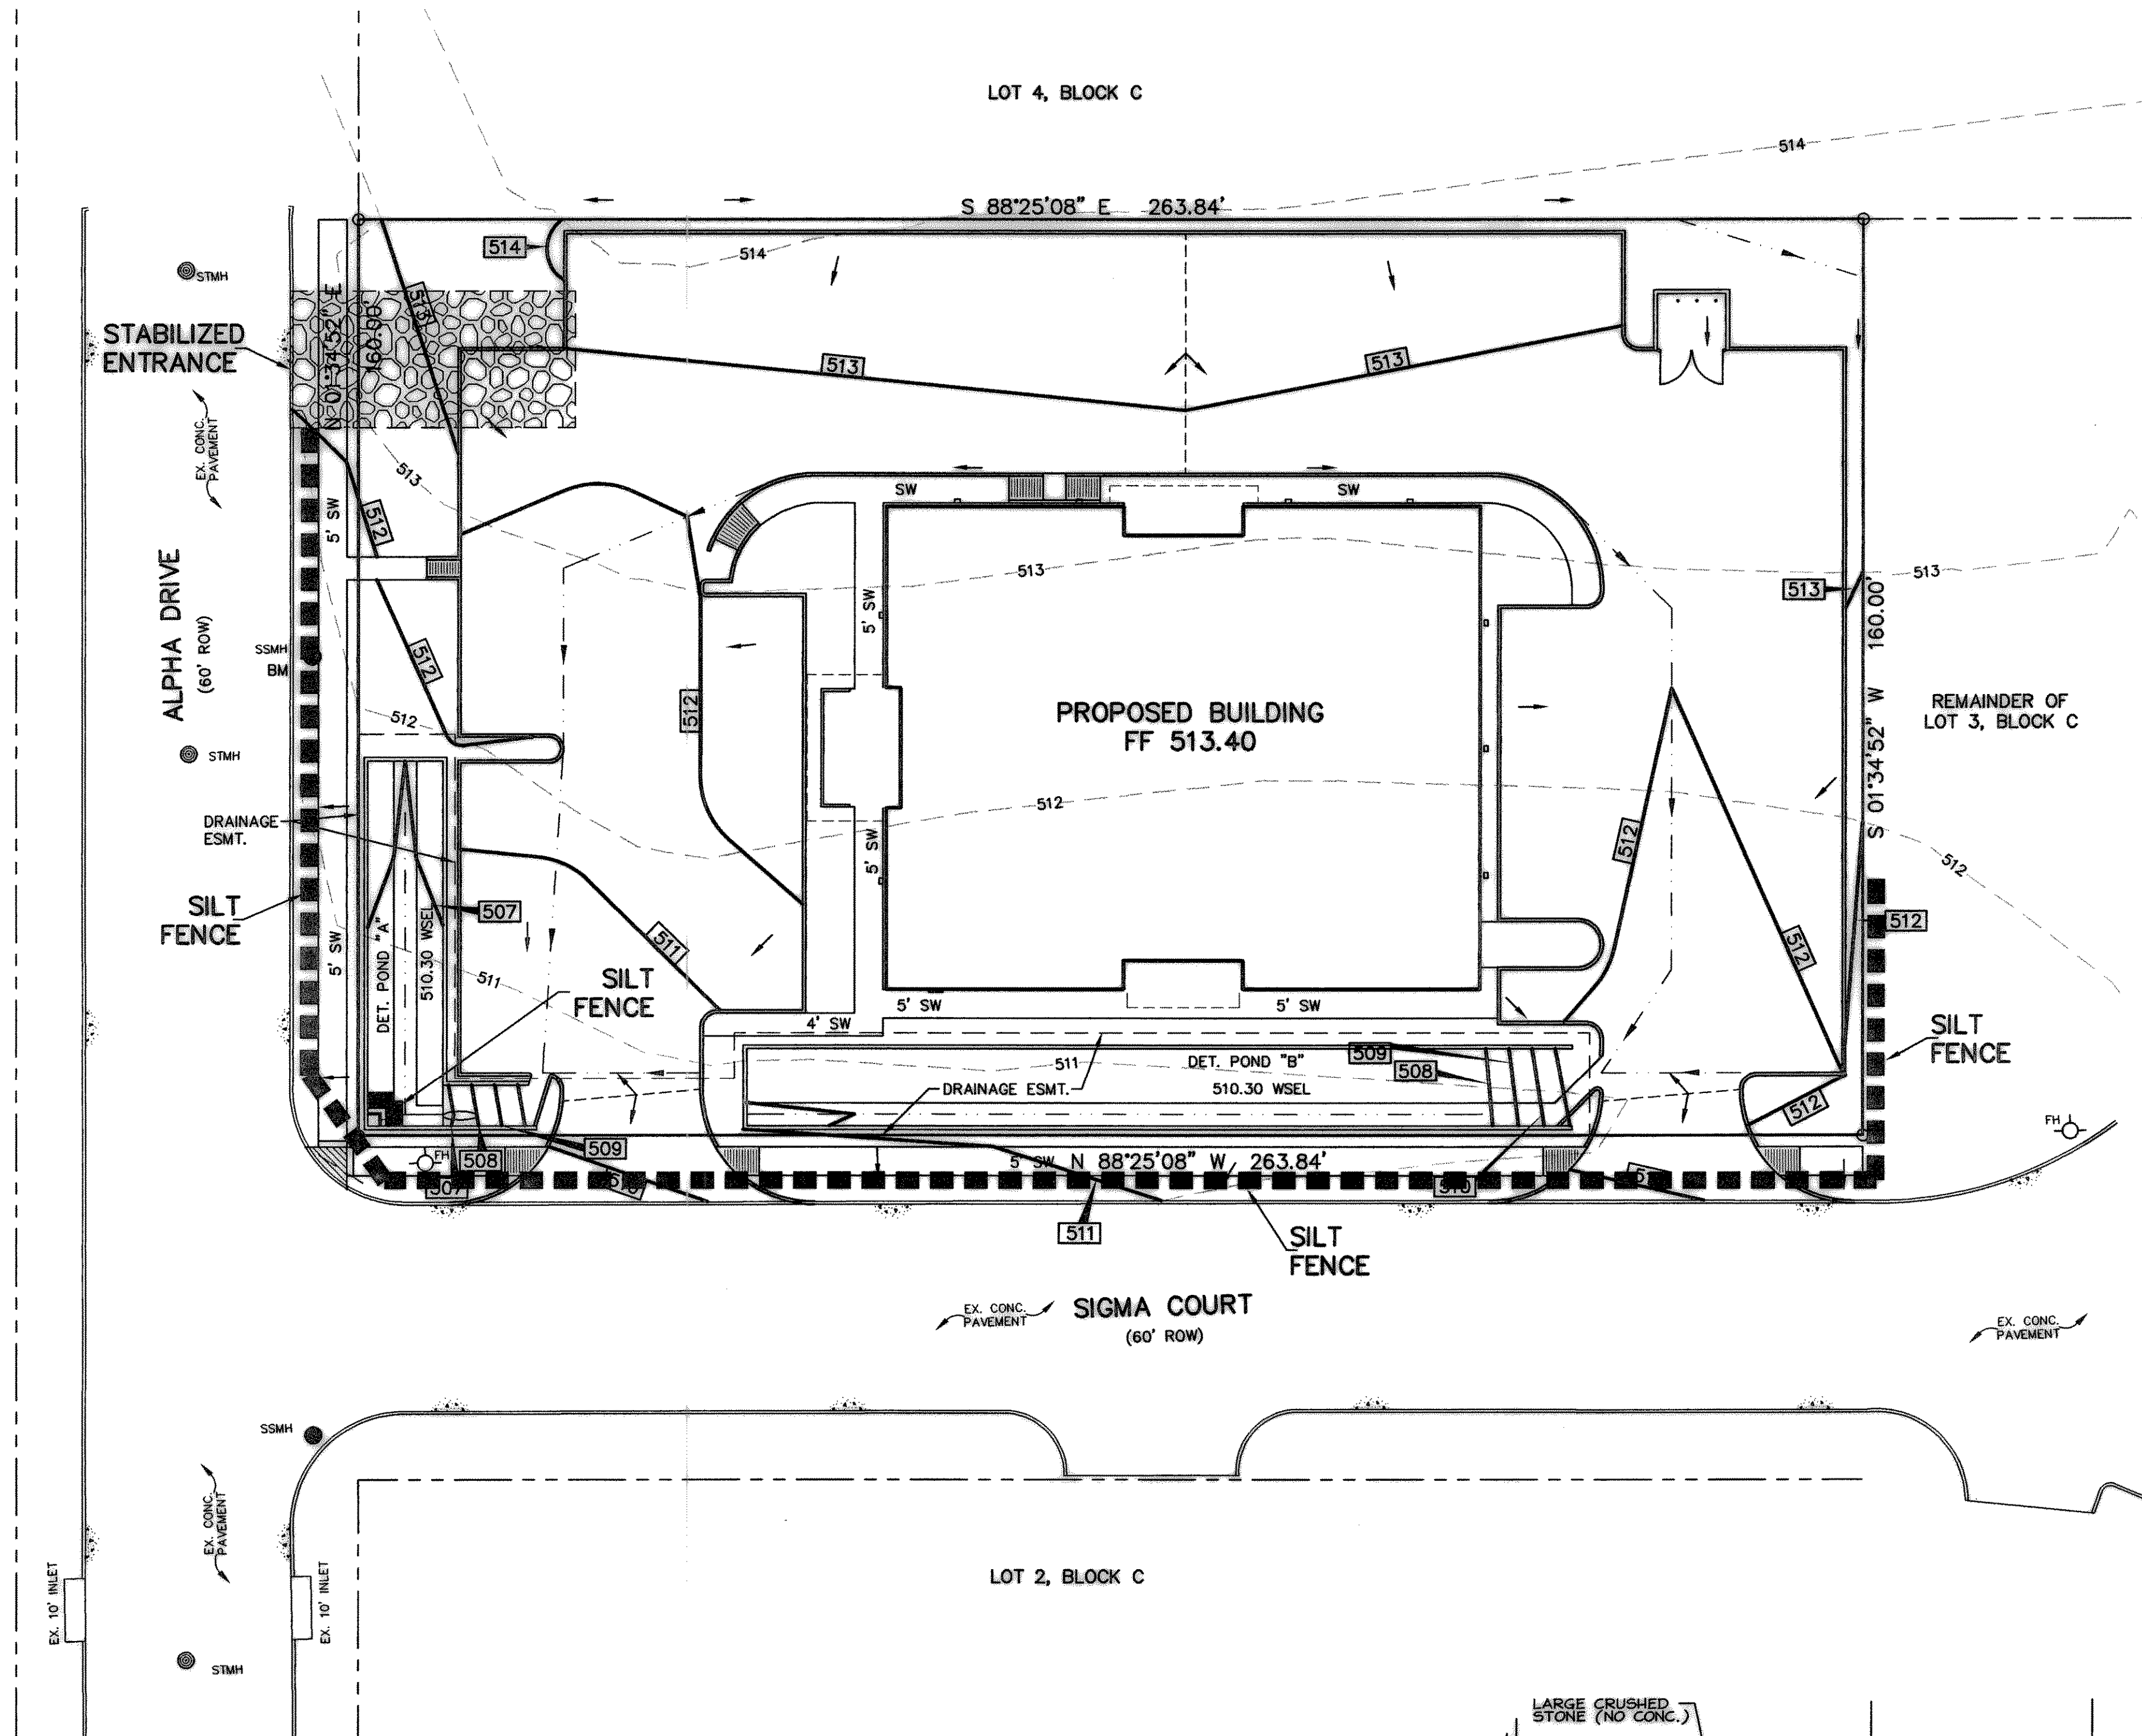 LOT 4, BLOCK C
514
S 88°25'08" E 263.84'
514
514
STMH
513
N 01°34'52" E
160.00'
STABILIZED
ENTRANCE
513
513
EX. CONC.
PAVEMENT
513
SW
SW
512
5' SW
513
513
513
5' SW
ALPHA DRIVE
(60' ROW)
SSMH
BM
512
512
160.00'
S 01°34'52" W
REMAINDER OF
LOT 3, BLOCK C
PROPOSED BUILDING
FF 513.40
512
STMH
512
DRAINAGE
ESMT.
5' SW
512
512
SILT
FENCE
507
DET. POND "A"
510.30 WSEL
5' SW
511
511
512
512
SILT
FENCE
5' SW
5' SW
4' SW
SILT
FENCE
511
DET. POND "B"
509
508
DRAINAGE ESMT.
510.30 WSEL
512
FH
FH
509
508
507
5' SW
N 88°25'08" W 263.84'
510
511
SILT
FENCE
EX. CONC.
PAVEMENT
SIGMA COURT
(60' ROW)
EX. CONC.
PAVEMENT
SSMH
EX. CONC.
PAVEMENT
LOT 2, BLOCK C
EX. 10' INLET
EX. 10' INLET
STMH
LARGE CRUSHED
STONE (NO CONC.)